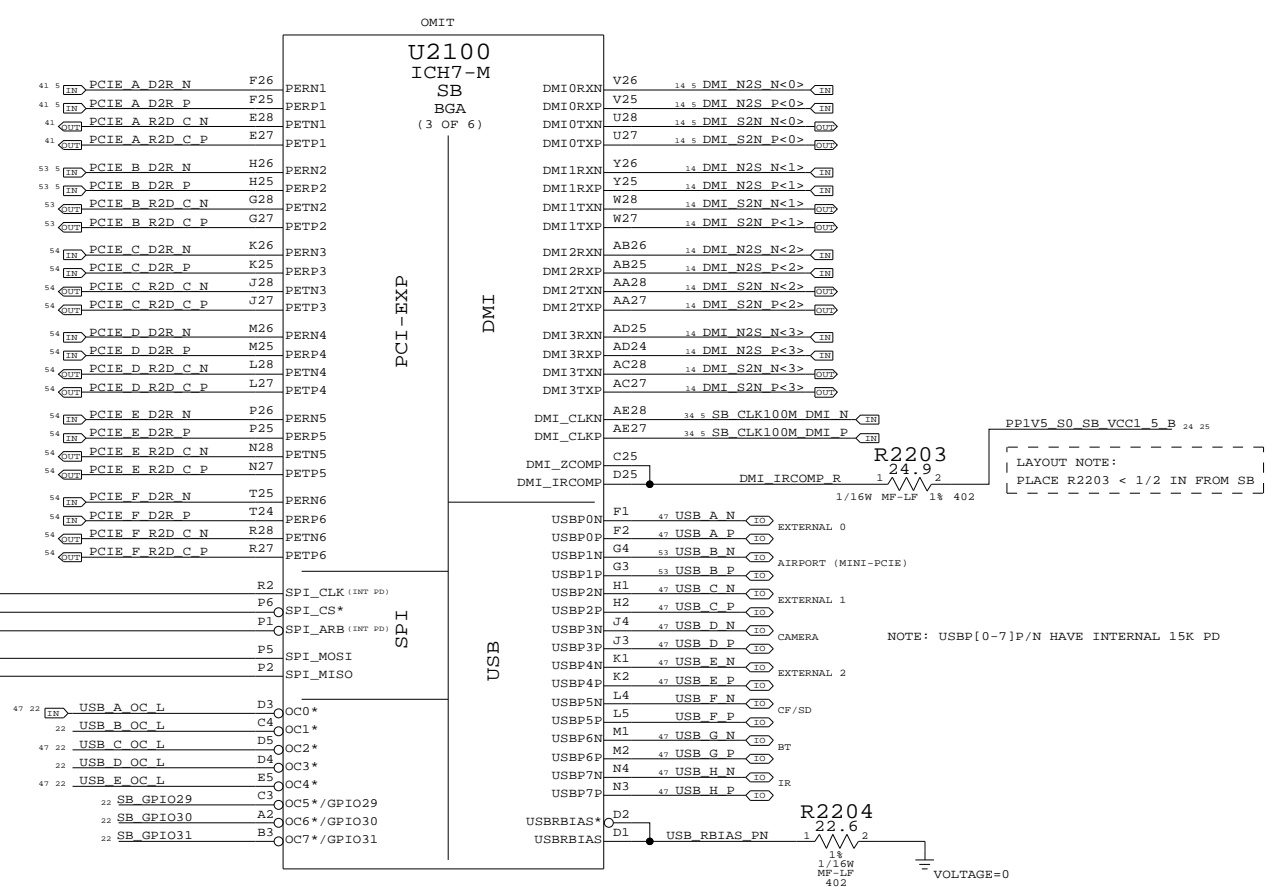 OMIT
U2100
ICH7-M
SB
BGA
(3 OF 6)
41 5 IN PCIE_A_D2R_N F26 PERN1
41 5 IN PCIE_A_D2R_P F25 PERP1
41 OUT PCIE_A_R2D_C_N E28 PETN1
41 OUT PCIE_A_R2D_C_P E27 PETP1
53 5 IN PCIE_B_D2R_N H26 PERN2
53 5 IN PCIE_B_D2R_P H25 PERP2
53 OUT PCIE_B_R2D_C_N G28 PETN2
53 OUT PCIE_B_R2D_C_P G27 PETP2
54 IN PCIE_C_D2R_N K26 PERN3
54 IN PCIE_C_D2R_P K25 PERP3
54 OUT PCIE_C_R2D_C_N J28 PETN3
54 OUT PCIE_C_R2D_C_P J27 PETP3
54 IN PCIE_D_D2R_N M26 PERN4
54 IN PCIE_D_D2R_P M25 PERP4
54 OUT PCIE_D_R2D_C_N L28 PETN4
54 OUT PCIE_D_R2D_C_P L27 PETP4
54 IN PCIE_E_D2R_N P26 PERN5
54 IN PCIE_E_D2R_P P25 PERP5
54 OUT PCIE_E_R2D_C_N N28 PETN5
54 OUT PCIE_E_R2D_C_P N27 PETP5
54 IN PCIE_F_D2R_N T25 PERN6
54 IN PCIE_F_D2R_P T24 PERP6
54 OUT PCIE_F_R2D_C_N R28 PETN6
54 OUT PCIE_F_R2D_C_P R27 PETP6
PCI-EXP
R2 SPI_CLK (INT PD)
P6 SPI_CS*
P1 SPI_ARB (INT PD)
P5 SPI_MOSI
P2 SPI_MISO
SPI
47 22 IN USB_A_OC_L D3 OC0*
22 USB_B_OC_L C4 OC1*
47 22 USB_C_OC_L D5 OC2*
22 USB_D_OC_L D4 OC3*
47 22 USB_E_OC_L E5 OC4*
22 SB_GPIO29 C3 OC5*/GPIO29
22 SB_GPIO30 A2 OC6*/GPIO30
22 SB_GPIO31 B3 OC7*/GPIO31
DMI
DMI0RXN V26 14 5 DMI_N2S_N<0> IN
DMI0RXP V25 14 5 DMI_N2S_P<0> IN
DMI0TXN U28 14 5 DMI_S2N_N<0> OUT
DMI0TXP U27 14 5 DMI_S2N_P<0> OUT
DMI1RXN Y26 14 DMI_N2S_N<1> IN
DMI1RXP Y25 14 DMI_N2S_P<1> IN
DMI1TXN W28 14 DMI_S2N_N<1> OUT
DMI1TXP W27 14 DMI_S2N_P<1> OUT
DMI2RXN AB26 14 DMI_N2S_N<2> IN
DMI2RXP AB25 14 DMI_N2S_P<2> IN
DMI2TXN AA28 14 DMI_S2N_N<2> OUT
DMI2TXP AA27 14 DMI_S2N_P<2> OUT
DMI3RXN AD25 14 DMI_N2S_N<3> IN
DMI3RXP AD24 14 DMI_N2S_P<3> IN
DMI3TXN AC28 14 DMI_S2N_N<3> OUT
DMI3TXP AC27 14 DMI_S2N_P<3> OUT
DMI_CLKN AE28 34 5 SB_CLK100M_DMI_N IN
DMI_CLKP AE27 34 5 SB_CLK100M_DMI_P IN
DMI_ZCOMP C25
DMI_IRCOMP D25 DMI_IRCOMP_R
R2203
24.9
1 2
1/16W MF-LF 1% 402
PP1V5_S0_SB_VCC1_5_B 24 25
LAYOUT NOTE:
PLACE R2203 < 1/2 IN FROM SB
USB
USBP0N F1 47 USB_A_N IO
USBP0P F2 47 USB_A_P IO
EXTERNAL 0
USBP1N G4 53 USB_B_N IO
USBP1P G3 53 USB_B_P IO
AIRPORT (MINI-PCIE)
USBP2N H1 47 USB_C_N IO
USBP2P H2 47 USB_C_P IO
EXTERNAL 1
USBP3N J4 47 USB_D_N IO
USBP3P J3 47 USB_D_P IO
CAMERA
NOTE: USBP[0-7]P/N HAVE INTERNAL 15K PD
USBP4N K1 47 USB_E_N IO
USBP4P K2 47 USB_E_P IO
EXTERNAL 2
USBP5N L4 USB_F_N IO
USBP5P L5 USB_F_P IO
CF/SD
USBP6N M1 47 USB_G_N IO
USBP6P M2 47 USB_G_P IO
BT
USBP7N N4 47 USB_H_N IO
USBP7P N3 47 USB_H_P IO
IR
USBRBIAS* D2
USBRBIAS D1 USB_RBIAS_PN
R2204
22.6
1 2
1%
1/16W
MF-LF
402
VOLTAGE=0